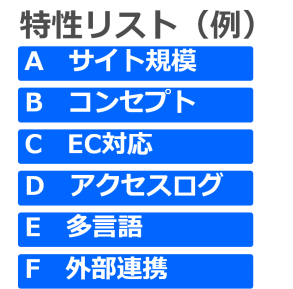 特性リスト（例）
A サイト規模
B コンセプト
C EC対応
D アクセスログ
E 多言語
F 外部連携